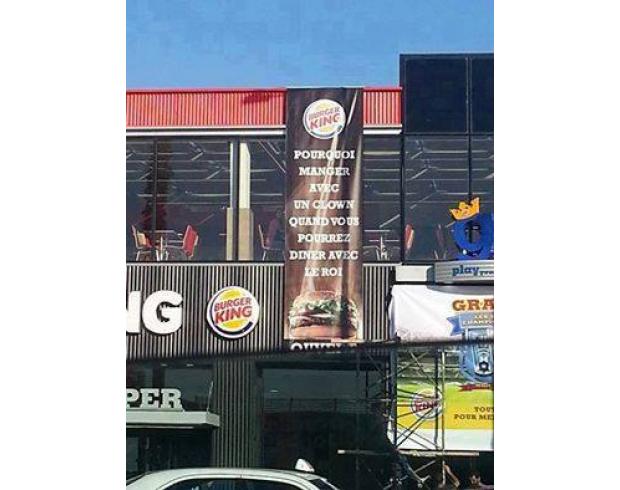 BURGER
KING
POURQUOI
MANGER
AVEC
UN CLOWN
QUAND VOUS
POURREZ
DINER AVEC
LE ROI
NG
BURGER
KING
PER
play
GRA
TOUT
POUR ME
BURGER
KING